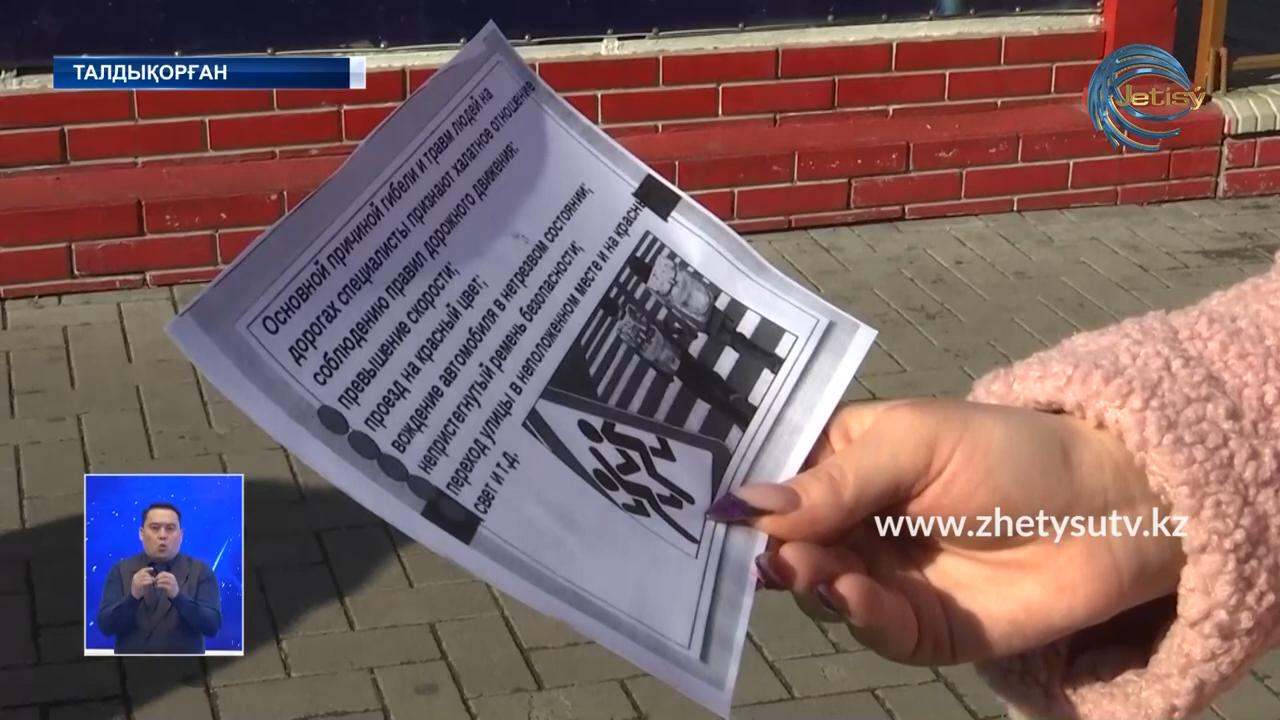 ТАЛДЫҚОРҒАН
Jetisý
Основной причиной гибели и травм людей на
дорогах специалисты признают халатное отношение
соблюдению правил дорожного движения:
превышение скорости;
проезд на красный цвет;
вождение автомобиля в нетрезвом состоянии;
непристегнутый ремень безопасности;
переход улицы в неположенном месте и на красн
свет и т.д.
www.zhetysutv.kz